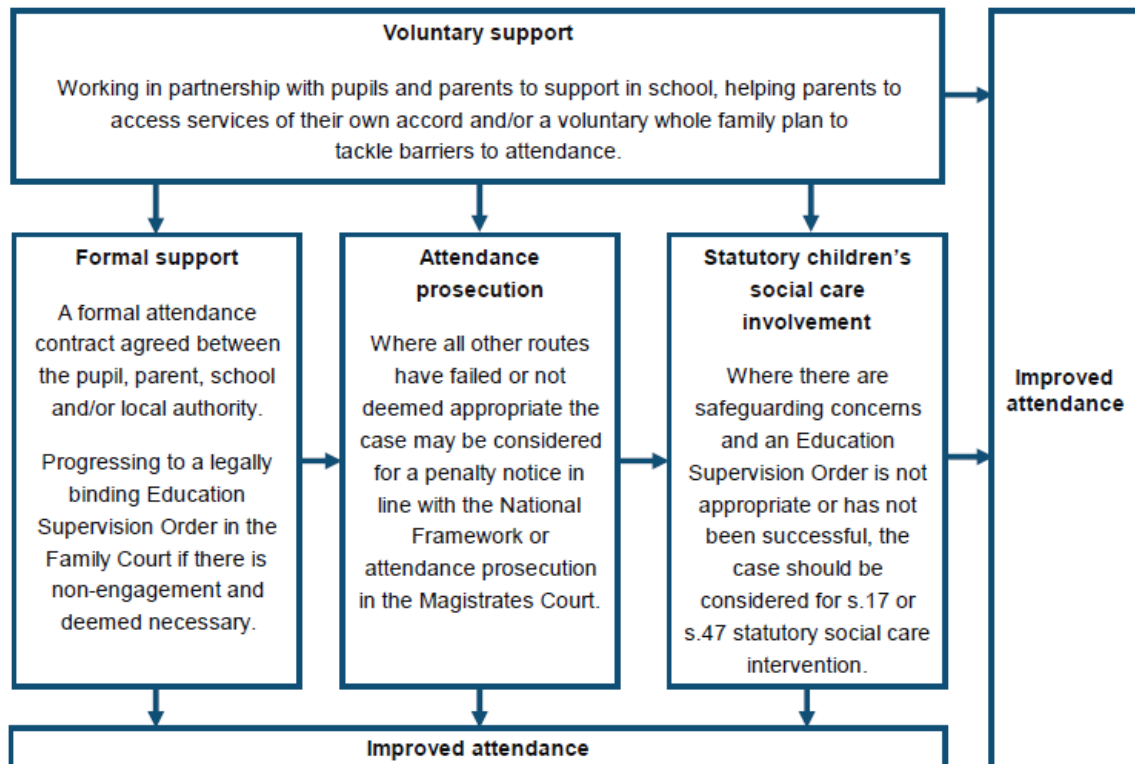 Voluntary support
Working in partnership with pupils and parents to support in school, helping parents to
access services of their own accord and/or a voluntary whole family plan to
tackle barriers to attendance.
Formal support
A formal attendance
contract agreed between
the pupil, parent, school
and/or local authority.
Progressing to a legally
binding Education
Supervision Order in the
Family Court if there is
non-engagement and
deemed necessary.
Attendance
prosecution
Where all other routes
have failed or not
deemed appropriate the
case may be considered
for a penalty notice in
line with the National
Framework or
attendance prosecution
in the Magistrates Court.
Statutory children’s
social care
involvement
Where there are
safeguarding concerns
and an Education
Supervision Order is not
appropriate or has not
been successful, the
case should be
considered for s.17 or
s.47 statutory social care
intervention.
Improved
attendance
Improved attendance